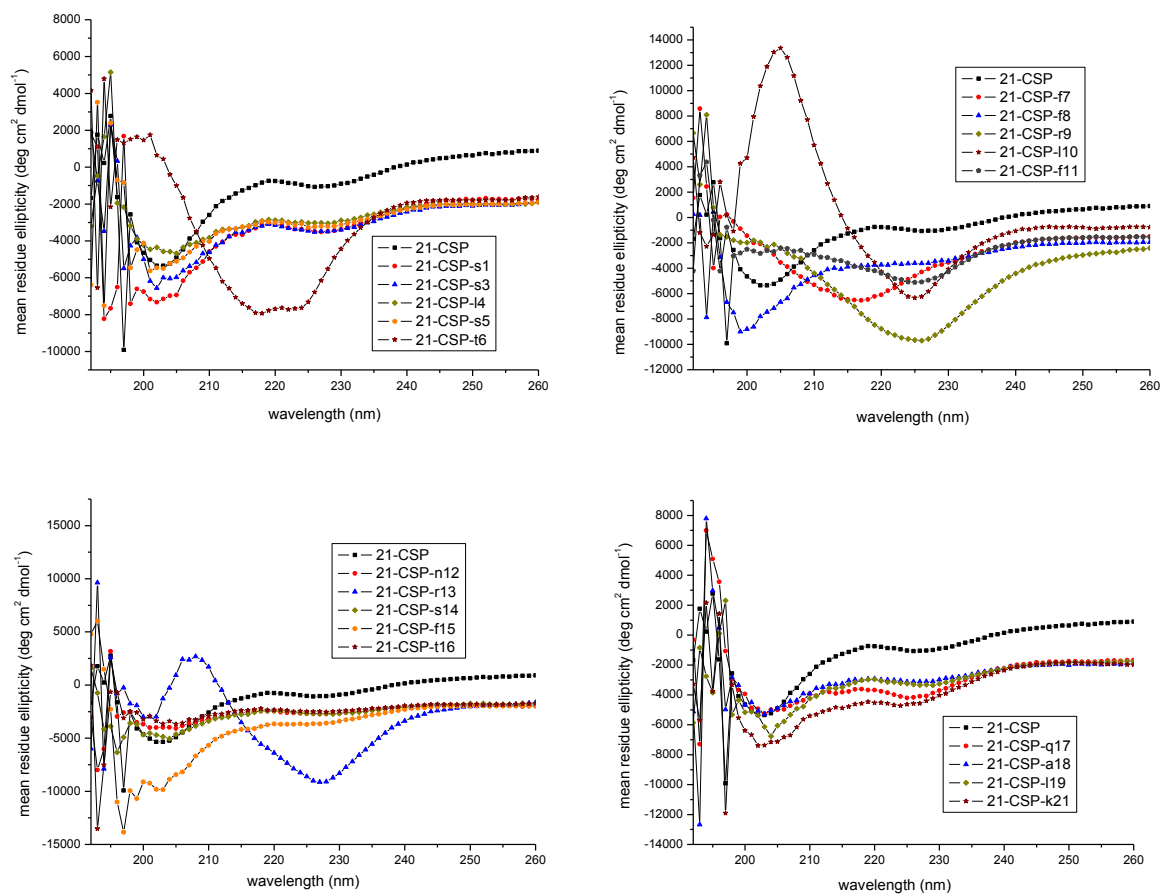 mean residue ellipticity (deg cm² dmol⁻¹)
8000
6000
4000
2000
0
-2000
-4000
-6000
-8000
-10000
21-CSP
21-CSP-s1
21-CSP-s3
21-CSP-l4
21-CSP-s5
21-CSP-t6
200 210 220 230 240 250 260
wavelength (nm)
mean residue ellipticity (deg cm² dmol⁻¹)
14000
12000
10000
8000
6000
4000
2000
0
-2000
-4000
-6000
-8000
-10000
-12000
21-CSP
21-CSP-f7
21-CSP-f8
21-CSP-r9
21-CSP-l10
21-CSP-f11
200 210 220 230 240 250 260
wavelength (nm)
mean residue ellipticity (deg cm² dmol⁻¹)
15000
10000
5000
0
-5000
-10000
-15000
21-CSP
21-CSP-n12
21-CSP-r13
21-CSP-s14
21-CSP-f15
21-CSP-t16
200 210 220 230 240 250 260
wavelength (nm)
mean residue ellipticity (deg cm² dmol⁻¹)
8000
6000
4000
2000
0
-2000
-4000
-6000
-8000
-10000
-12000
-14000
21-CSP
21-CSP-q17
21-CSP-a18
21-CSP-l19
21-CSP-k21
200 210 220 230 240 250 260
wavelength (nm)